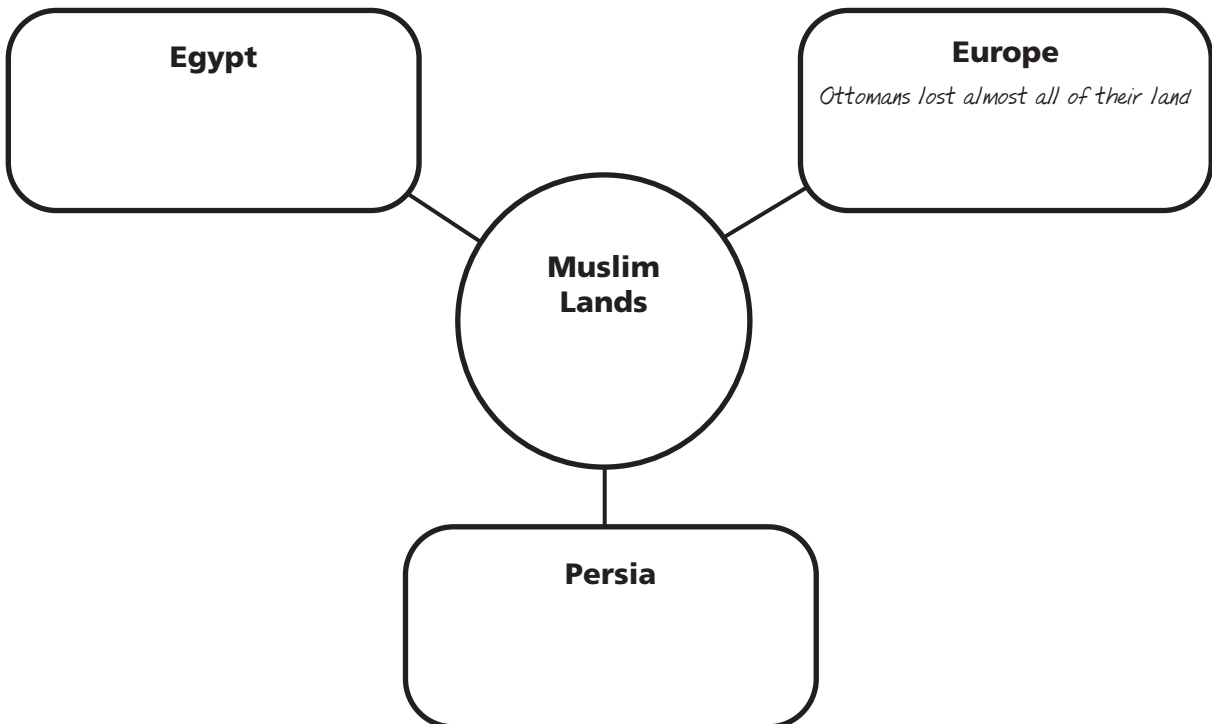 Egypt
Europe
Ottomans lost almost all of their land
Muslim
Lands
Persia